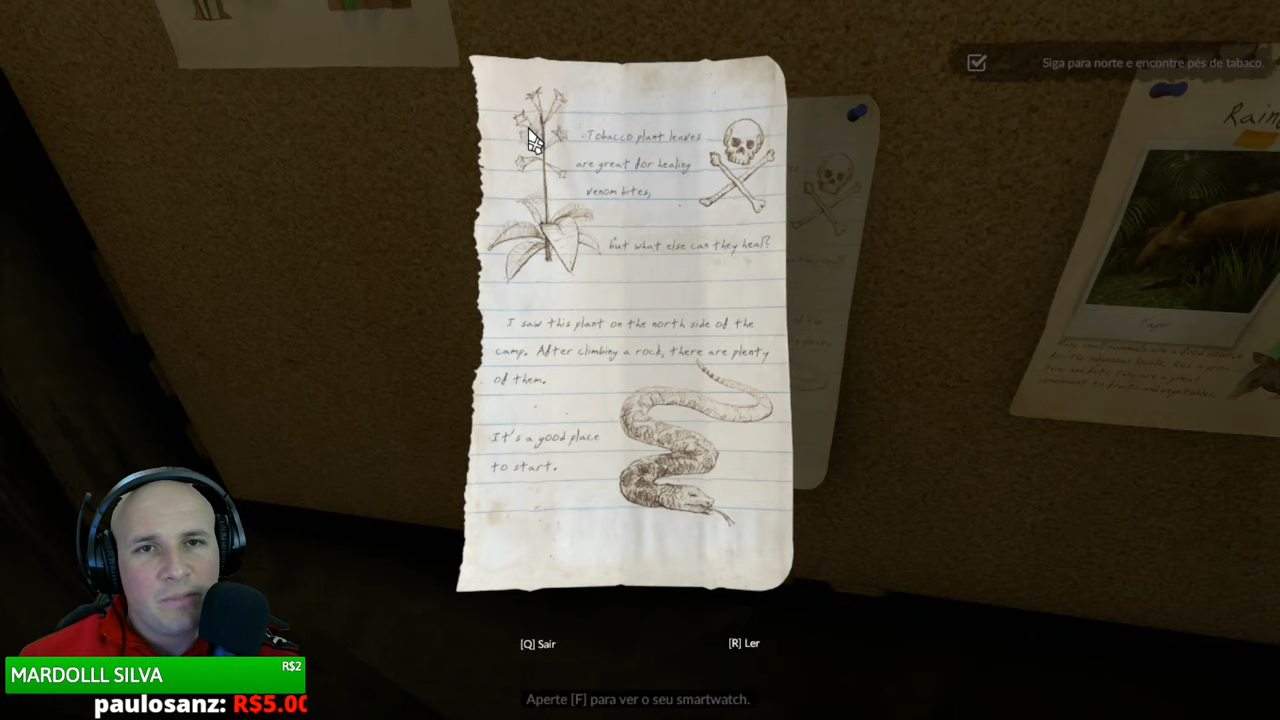 Siga para norte e encontre pés de tabaco.
-Tobacco plant leaves
are great for healing
venom bites,
but what else can they heal?
I saw this plant on the north side of the
camp. After climbing a rock, there are plenty
of them.
It's a good place
to start.
Rain
Tapir
[Q] Sair
[R] Ler
Aperte [F] para ver o seu smartwatch.
MARDOLLL SILVA
R$2
paulosanz: R$5.00